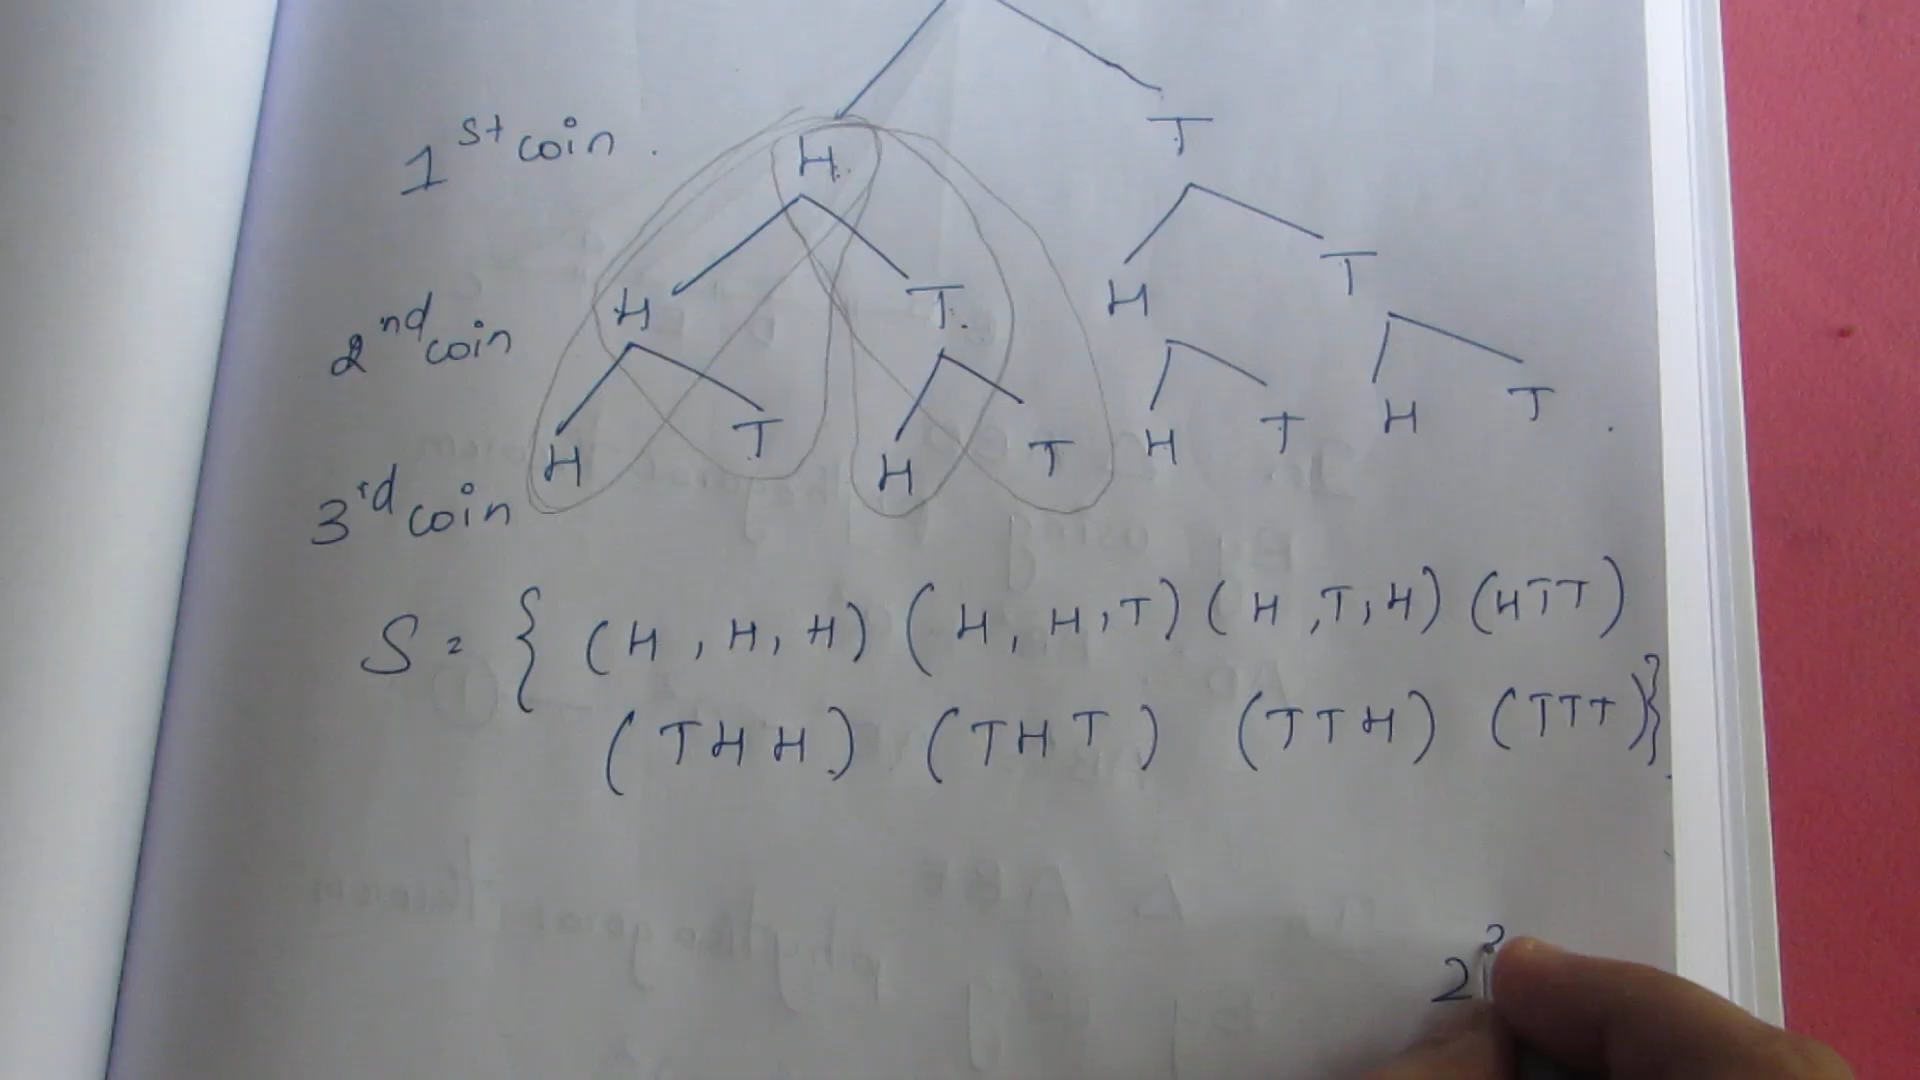 1st coin. H T
H T H T
2nd coin
H T H T H T H T
3rd coin
S = { (H, H, H) (H, H, T) (H, T, H) (HTT)
(THH) (THT) (TTH) (TTT)}
2